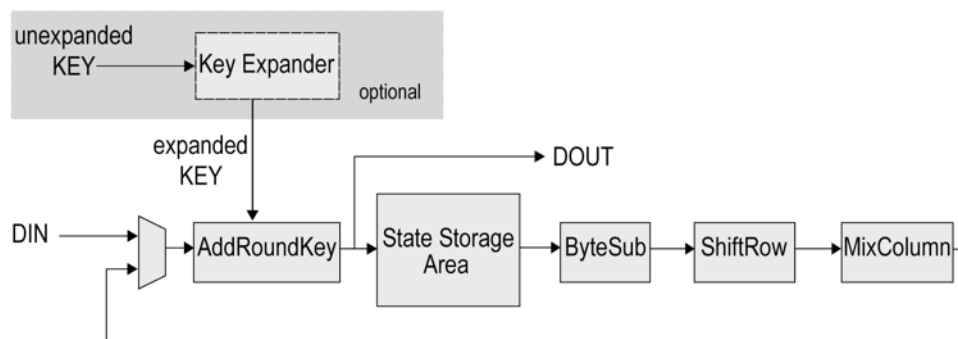 unexpanded
KEY
Key Expander
optional
expanded
KEY
DOUT
DIN
AddRoundKey
State Storage
Area
ByteSub
ShiftRow
MixColumn